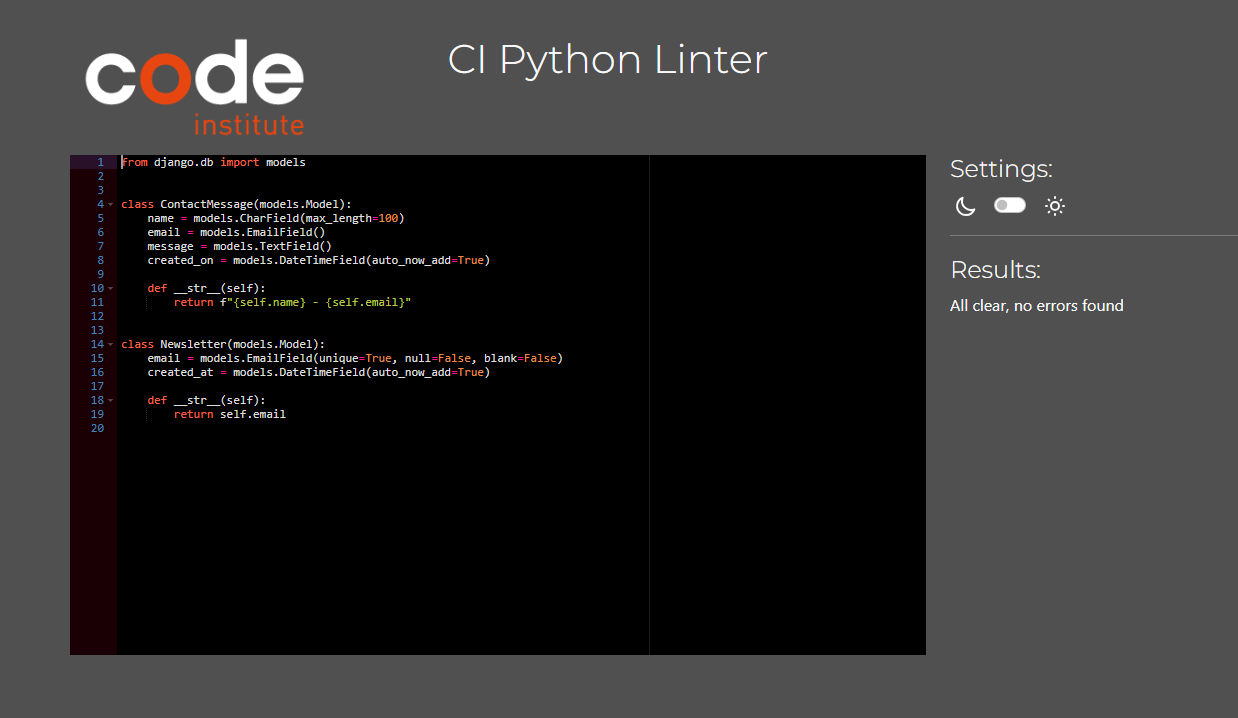 code
institute
CI Python Linter
1 from django.db import models
2
3
4 class ContactMessage(models.Model):
5     name = models.CharField(max_length=100)
6     email = models.EmailField()
7     message = models.TextField()
8     created_on = models.DateTimeField(auto_now_add=True)
9
10     def __str__(self):
11         return f"{self.name} - {self.email}"
12
13
14 class Newsletter(models.Model):
15     email = models.EmailField(unique=True, null=False, blank=False)
16     created_at = models.DateTimeField(auto_now_add=True)
17
18     def __str__(self):
19         return self.email
20
Settings:
Results:
All clear, no errors found